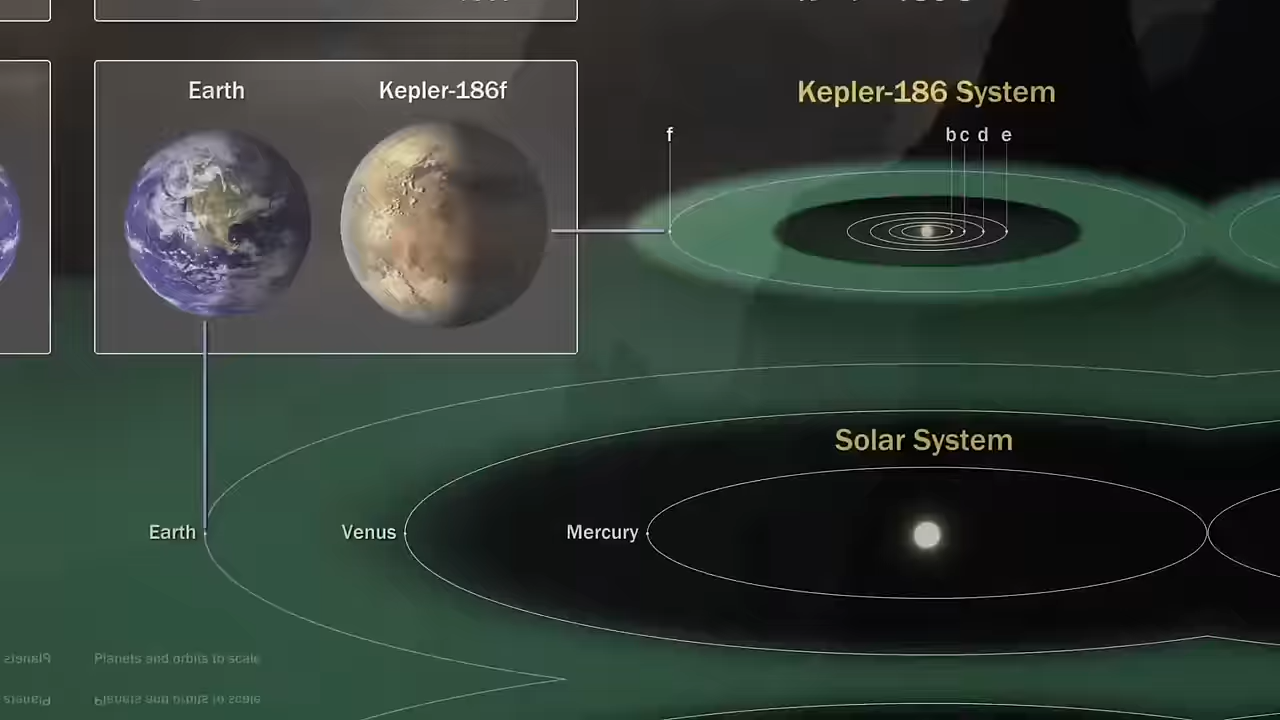 Earth Kepler-186f
Kepler-186 System
f b c d e
Solar System
Earth Venus Mercury
Planets and orbits to scale